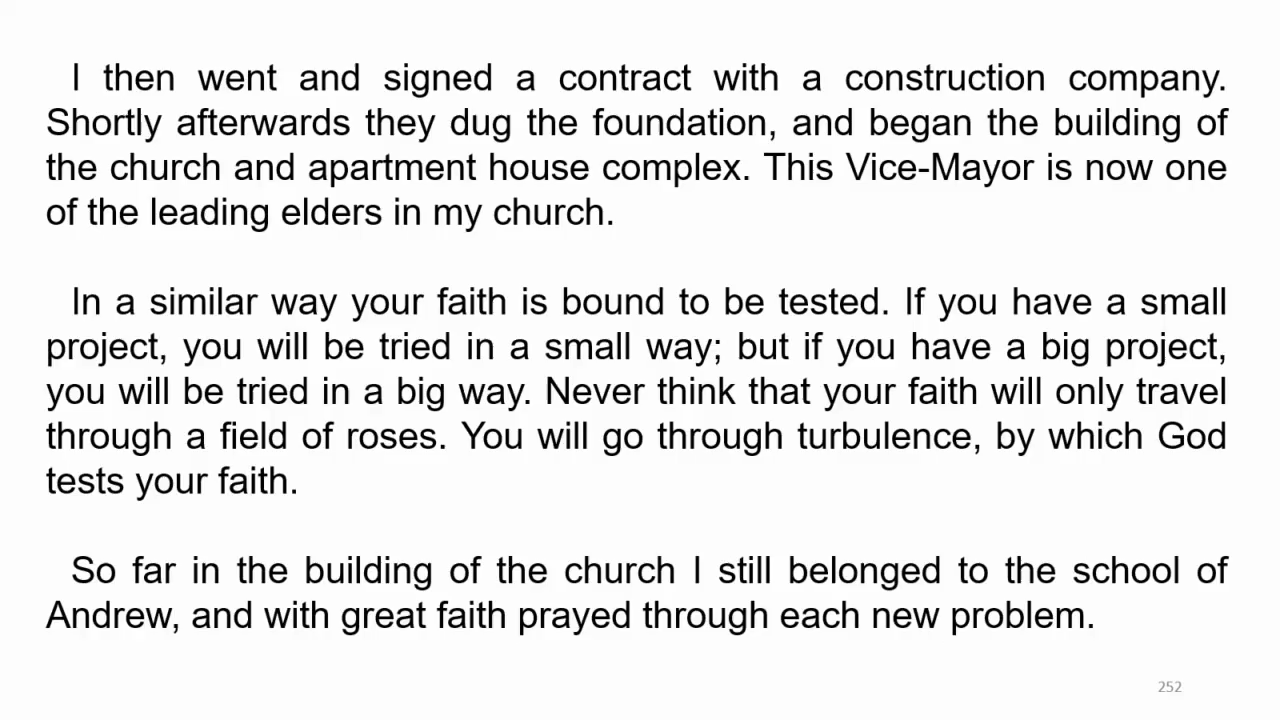 I then went and signed a contract with a construction company.
Shortly afterwards they dug the foundation, and began the building of
the church and apartment house complex. This Vice-Mayor is now one
of the leading elders in my church.
In a similar way your faith is bound to be tested. If you have a small
project, you will be tried in a small way; but if you have a big project,
you will be tried in a big way. Never think that your faith will only travel
through a field of roses. You will go through turbulence, by which God
tests your faith.
So far in the building of the church I still belonged to the school of
Andrew, and with great faith prayed through each new problem.
252